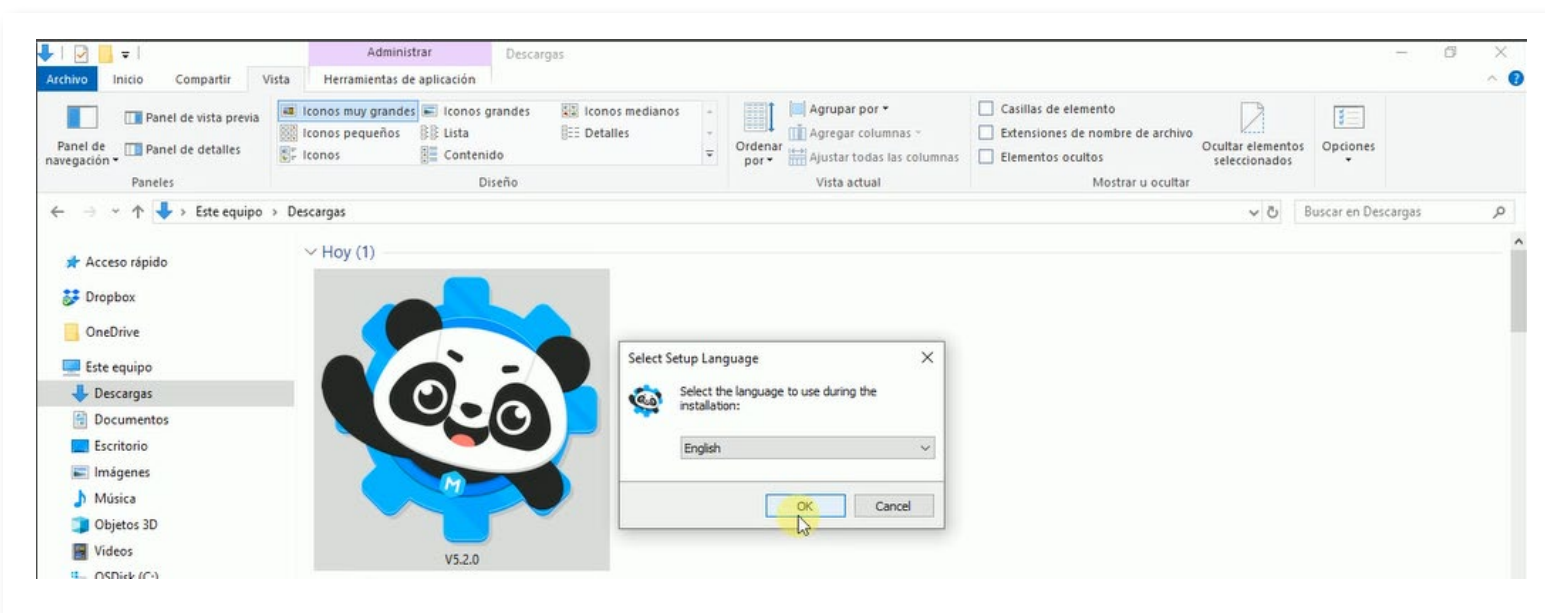 Administrar
Descargas
Archivo Inicio Compartir Vista Herramientas de aplicación
Panel de navegación
Panel de vista previa
Panel de detalles
Paneles
Iconos muy grandes Iconos grandes Iconos medianos
Iconos pequeños Lista Detalles
Iconos Contenido
Diseño
Ordenar por
Agrupar por
Agregar columnas
Ajustar todas las columnas
Vista actual
Casillas de elemento
Extensiones de nombre de archivo
Elementos ocultos
Ocultar elementos
seleccionados
Mostrar u ocultar
Opciones
Este equipo > Descargas
Buscar en Descargas
Acceso rápido
Dropbox
OneDrive
Este equipo
Descargas
Documentos
Escritorio
Imágenes
Música
Objetos 3D
Videos
OSDisk (C:)
Hoy (1)
M
V5.2.0
Select Setup Language
Select the language to use during the
installation:
English
OK Cancel